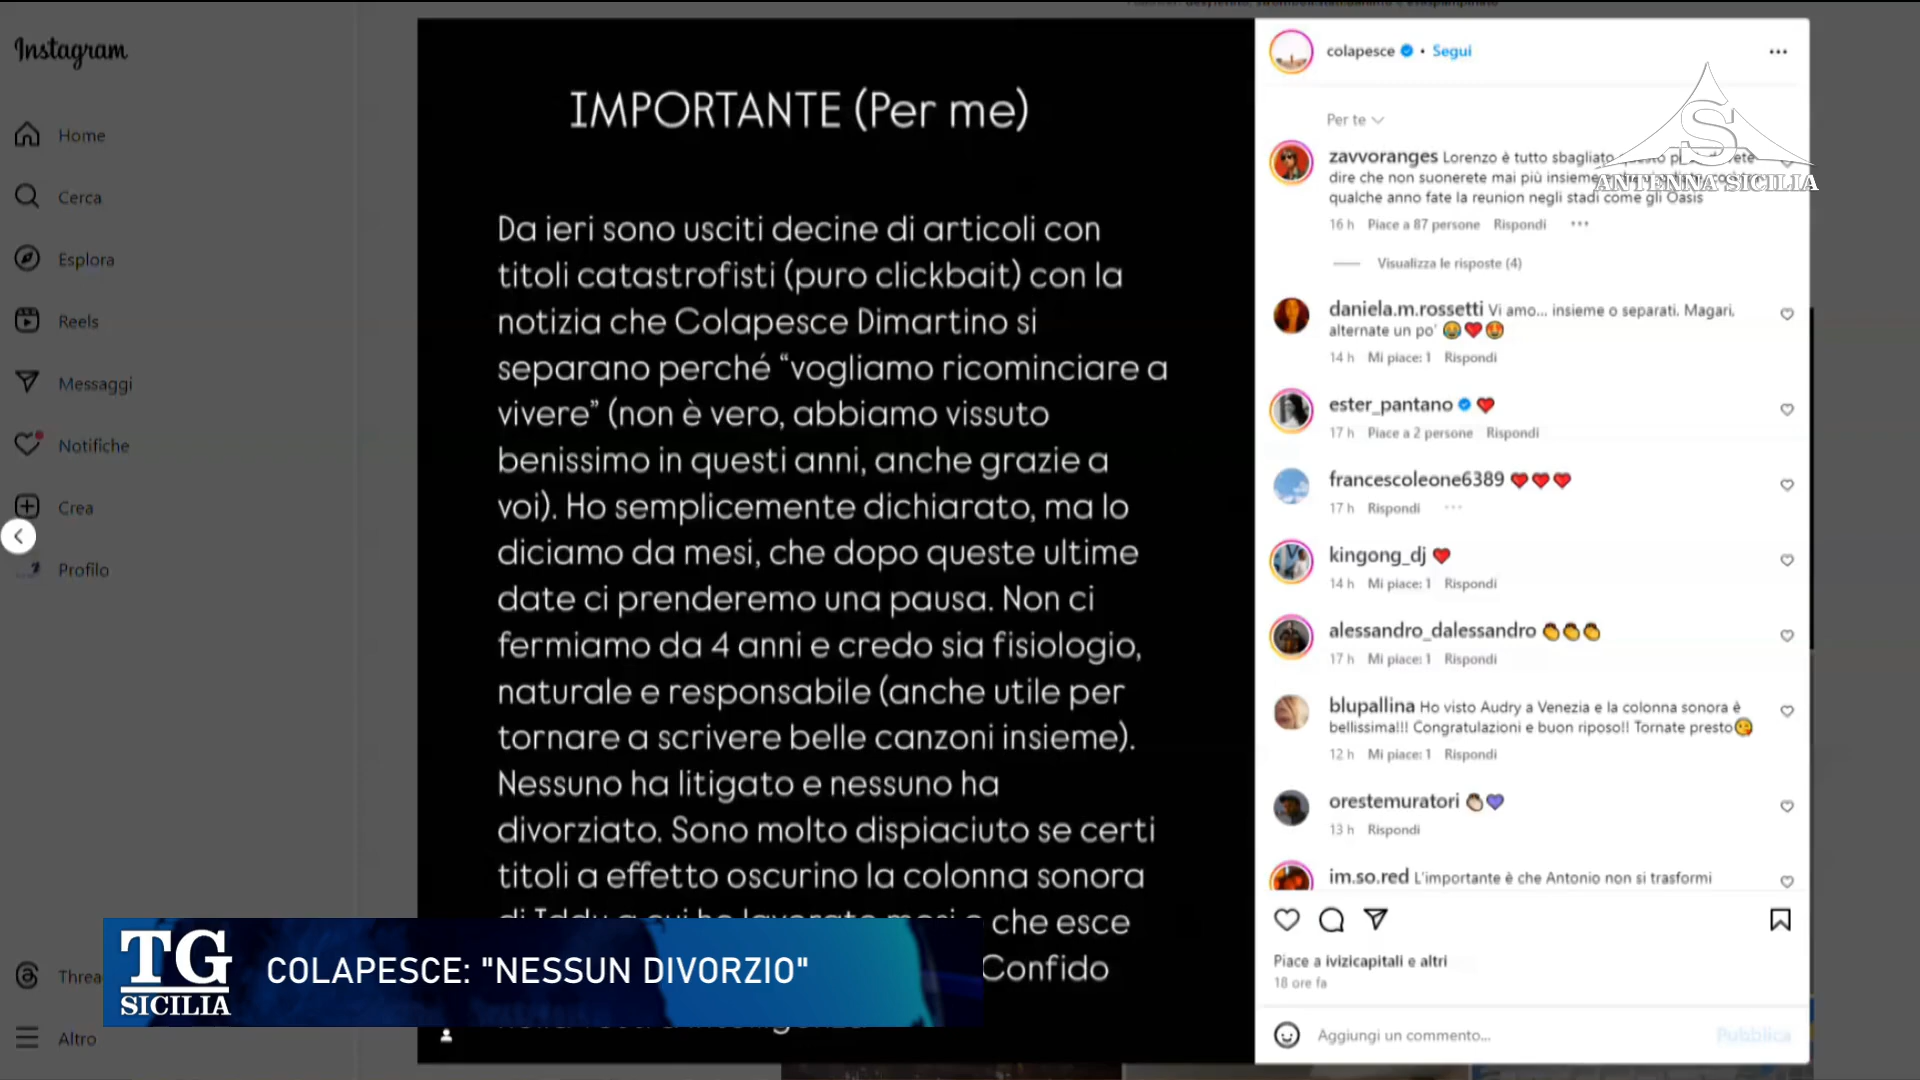 Instagram
Home
Cerca
Esplora
Reels
Messaggi
Notifiche
Crea
Profilo
Altro
IMPORTANTE (Per me)
Da ieri sono usciti decine di articoli con
titoli catastrofisti (puro clickbait) con la
notizia che Colapesce Dimartino si
separano perché “vogliamo ricominciare a
vivere” (non è vero, abbiamo vissuto
benissimo in questi anni, anche grazie a
voi). Ho semplicemente dichiarato, ma lo
diciamo da mesi, che dopo queste ultime
date ci prenderemo una pausa. Non ci
fermiamo da 4 anni e credo sia fisiologio,
naturale e responsabile (anche utile per
tornare a scrivere belle canzoni insieme).
Nessuno ha litigato e nessuno ha
divorziato. Sono molto dispiaciuto se certi
titoli a effetto oscurino la colonna sonora
che esce
Confido
TG
SICILIA
COLAPESCE: "NESSUN DIVORZIO"
colapesce • Segui
ANTENNA SICILIA
Per te
zavvoranges Lorenzo è tutto sbagliato
dire che non suonerete mai più insieme
qualche anno fate la reunion negli stadi come gli Oasis
16 h Piace a 87 persone Rispondi
Visualizza le risposte (4)
daniela.m.rossetti Vi amo... insieme o separati. Magari,
alternate un po' 😂❤️😍
14 h Mi piace: 1 Rispondi
ester_pantano ❤️
17 h Piace a 2 persone Rispondi
francescoleone6389 ❤️❤️❤️
17 h Rispondi
kingong_dj ❤️
14 h Mi piace: 1 Rispondi
alessandro_dalessandro 👏👏👏
17 h Mi piace: 1 Rispondi
blupallina Ho visto Audry a Venezia e la colonna sonora è
bellissima!!! Congratulazioni e buon riposo!! Tornate presto😘
12 h Mi piace: 1 Rispondi
orestemuratori 👏🏻💜
13 h Rispondi
im.so.red L'importante è che Antonio non si trasformi
Piace a ivizicapitali e altri
18 ore fa
Aggiungi un commento...
Pubblica